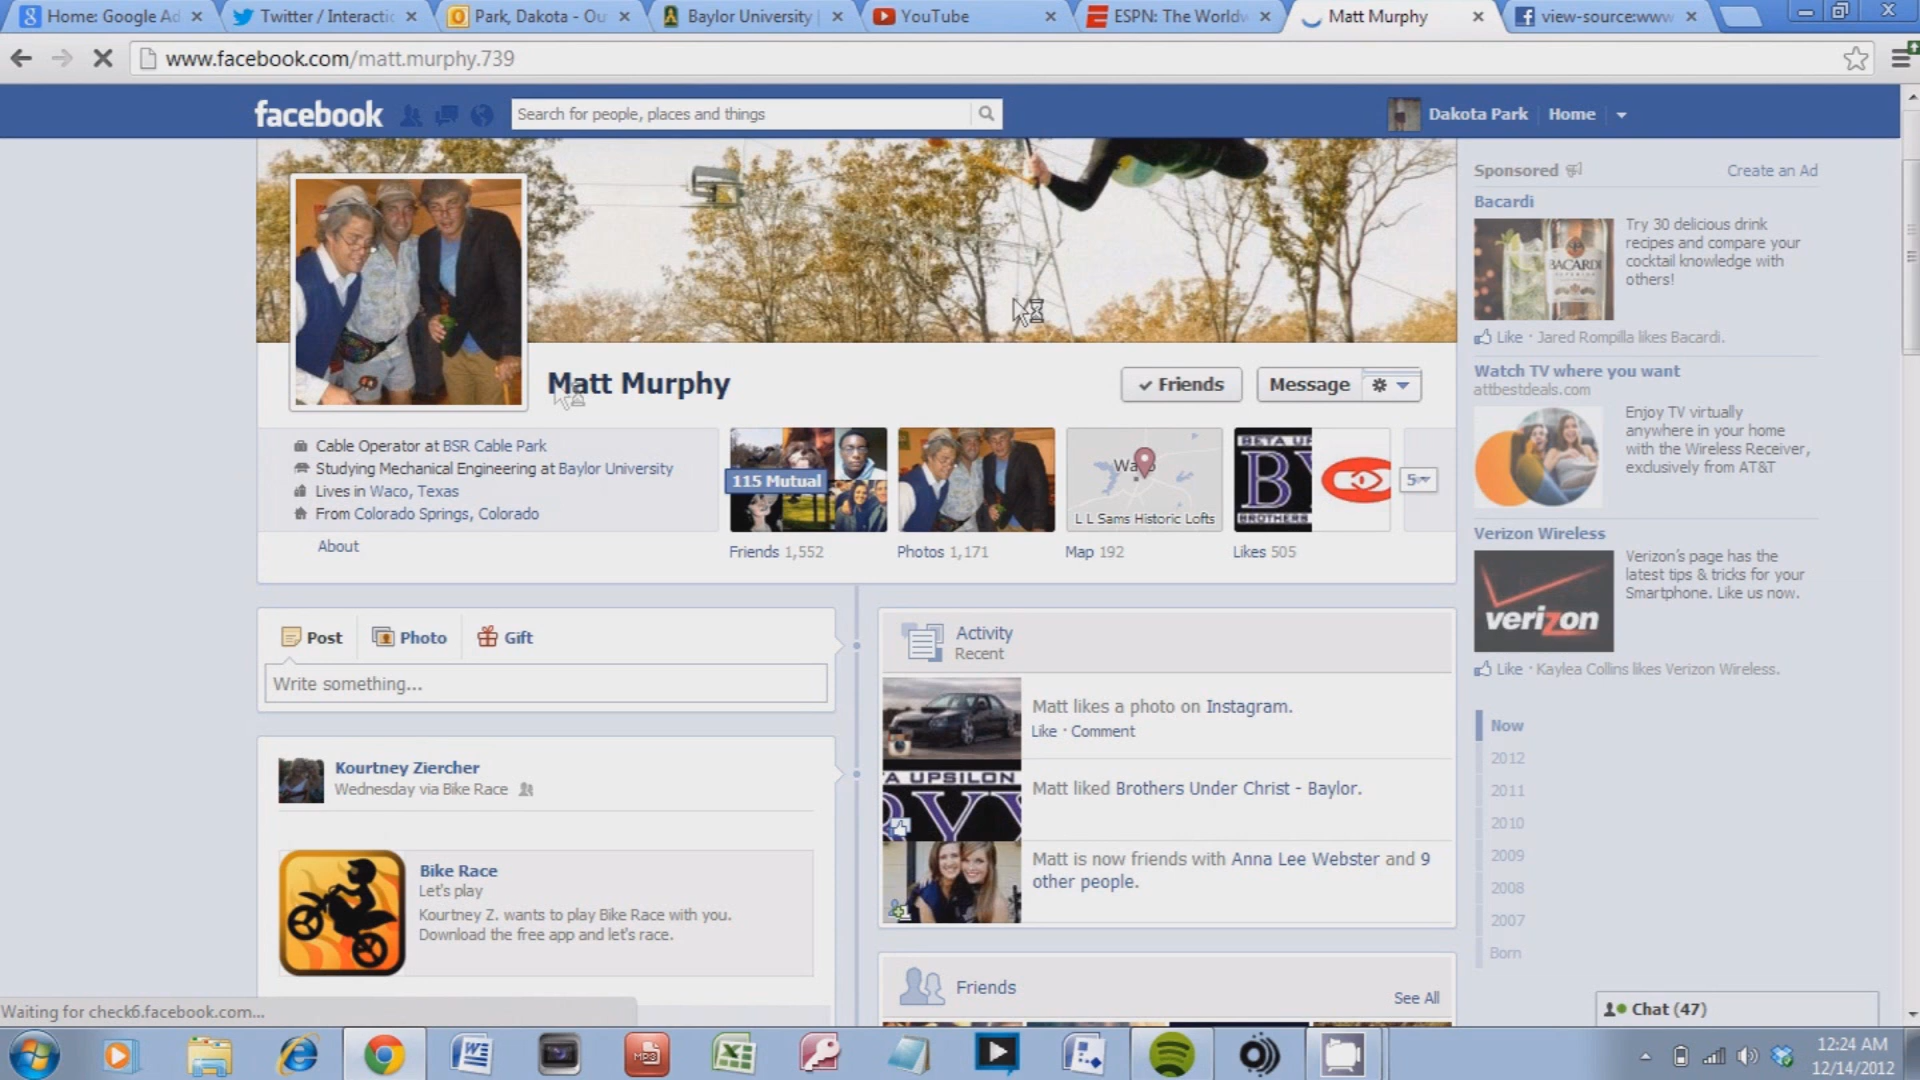 Home: Google Ad
Twitter / Interactic
Park, Dakota - Ou
Baylor University
YouTube
ESPN: The Worldw
Matt Murphy
view-source:www
www.facebook.com/matt.murphy.739
facebook
Search for people, places and things
Dakota Park
Home
Sponsored
Create an Ad
Bacardi
BACARDI
Try 30 delicious drink
recipes and compare your
cocktail knowledge with
others!
Like · Jared Rompilla likes Bacardi.
Watch TV where you want
attbestdeals.com
Enjoy TV virtually
anywhere in your home
with the Wireless Receiver,
exclusively from AT&T
Verizon Wireless
verizon
Verizon's page has the
latest tips & tricks for your
Smartphone. Like us now.
Like · Kaylea Collins likes Verizon Wireless.
Now
2012
2011
2010
2009
2008
2007
Born
Matt Murphy
Friends
Message
Cable Operator at BSR Cable Park
Studying Mechanical Engineering at Baylor University
Lives in Waco, Texas
From Colorado Springs, Colorado
About
115 Mutual
L L Sams Historic Lofts
BETA UP
BROTHERS
5
Friends 1,552
Photos 1,171
Map 192
Likes 505
Post
Photo
Gift
Write something...
Kourtney Ziercher
Wednesday via Bike Race
Bike Race
Let's play
Kourtney Z. wants to play Bike Race with you.
Download the free app and let's race.
Activity
Recent
Matt likes a photo on Instagram.
Like · Comment
A UPSILON
Matt liked Brothers Under Christ - Baylor.
Matt is now friends with Anna Lee Webster and 9
other people.
Friends
See All
Chat (47)
Waiting for check6.facebook.com...
MP3
12:24 AM
12/14/2012